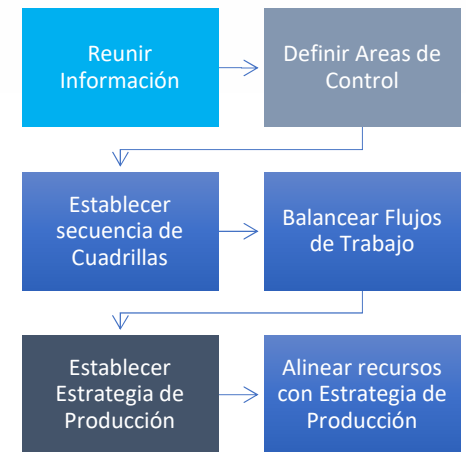 Reunir
Información
Definir Areas de
Control
Establecer
secuencia de
Cuadrillas
Balancear Flujos
de Trabajo
Establecer
Estrategia de
Producción
Alinear recursos
con Estrategia de
Producción